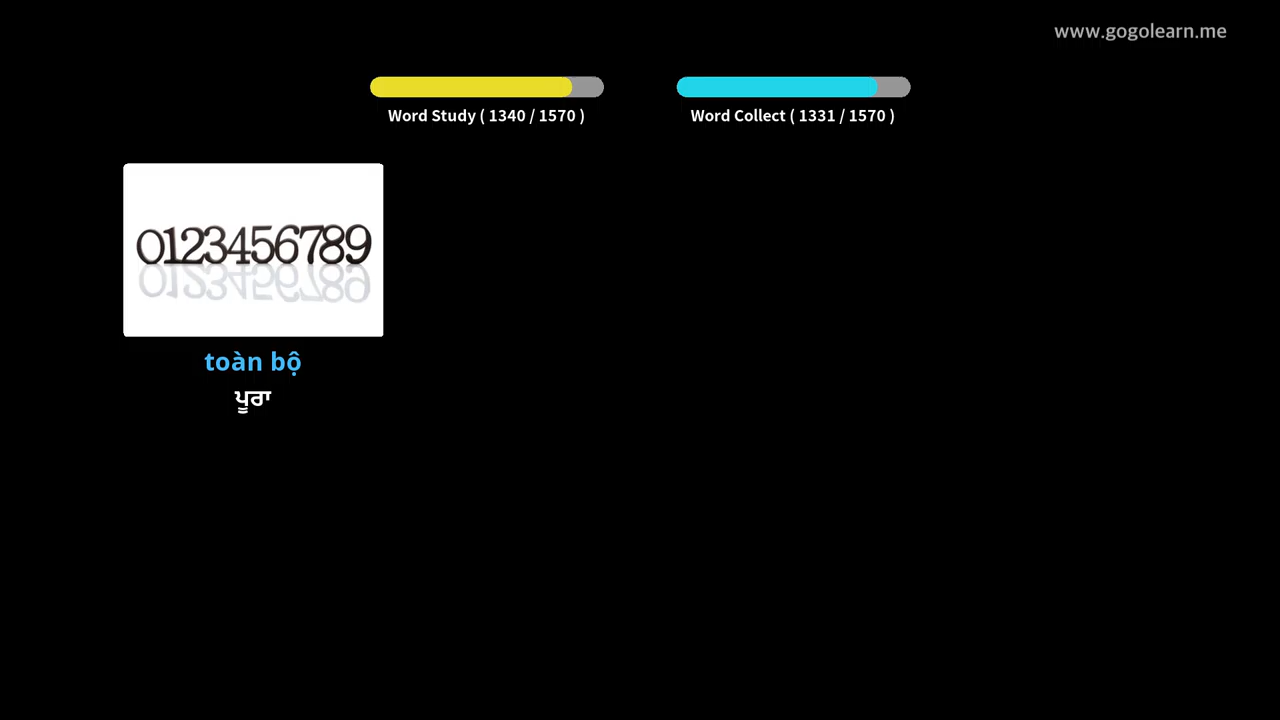 www.gogolearn.me
Word Study ( 1340 / 1570 )
Word Collect ( 1331 / 1570 )
0123456789
toàn bộ
ਪੂਰਾ